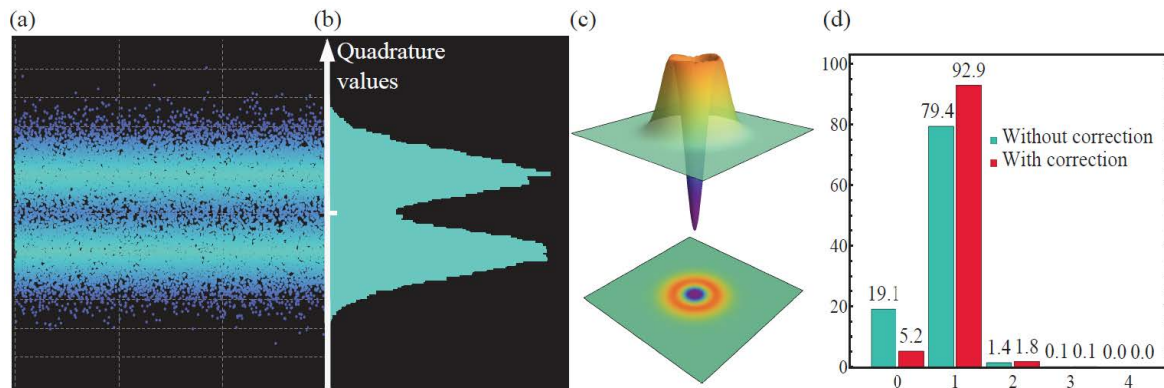 (a)
(b)
(c)
(d)
Quadrature
values
100
80
60
40
20
0
92.9
79.4
Without correction
With correction
19.1
5.2
1.4 1.8
0.1 0.1 0.0 0.0
0 1 2 3 4